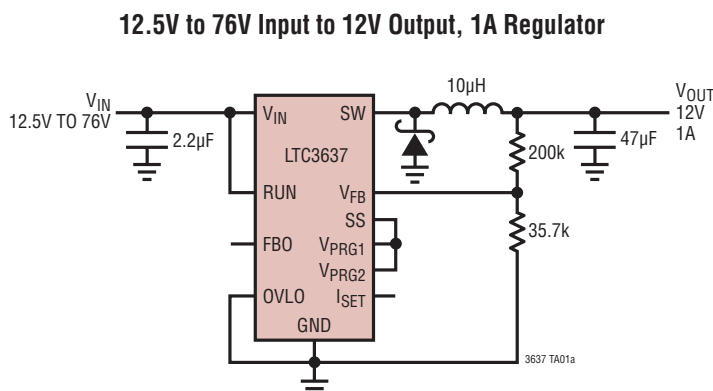 12.5V to 76V Input to 12V Output, 1A Regulator
VIN
12.5V TO 76V
2.2µF
VIN
SW
LTC3637
RUN
VFB
SS
FBO
VPRG1
VPRG2
OVLO
ISET
GND
10µH
200k
35.7k
47µF
VOUT
12V
1A
3637 TA01a